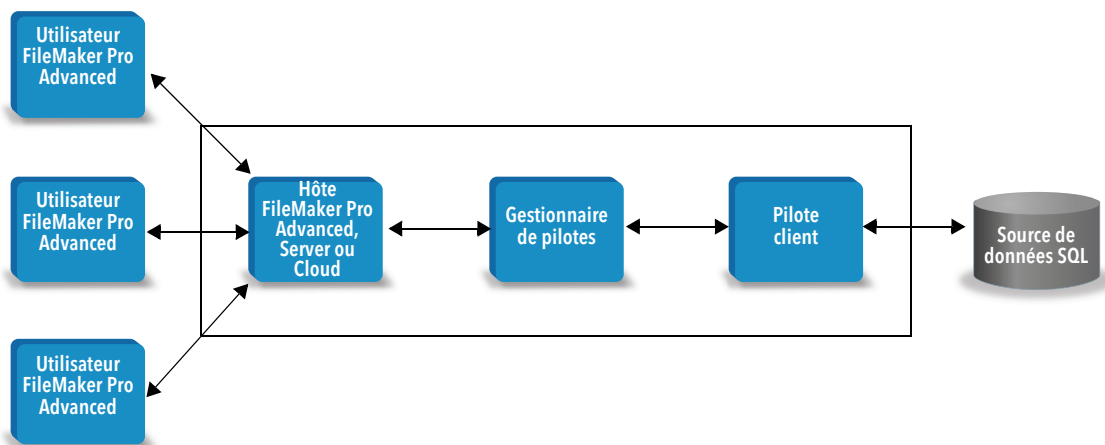 Utilisateur
FileMaker Pro
Advanced
Utilisateur
FileMaker Pro
Advanced
Hôte
FileMaker Pro
Advanced,
Server ou
Cloud
Gestionnaire
de pilotes
Pilote
client
Source de
données SQL
Utilisateur
FileMaker Pro
Advanced